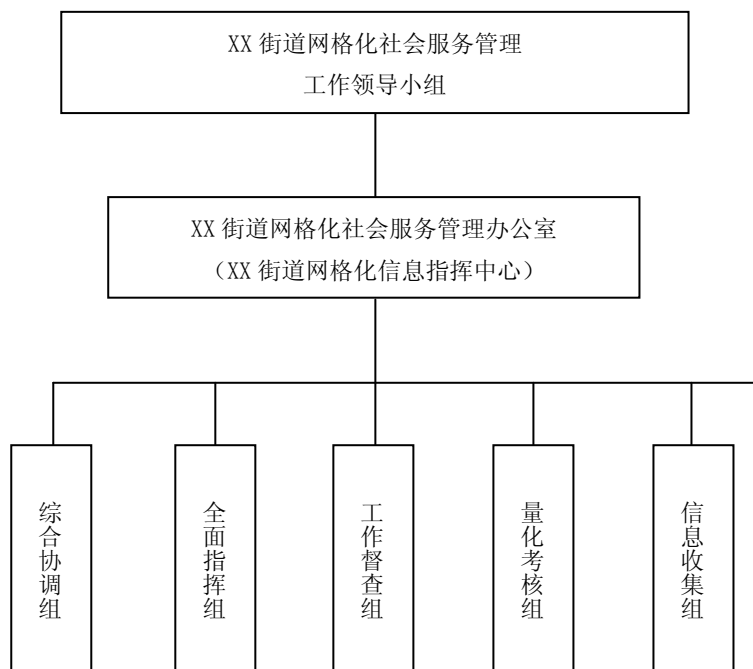 XX 街道网格化社会服务管理
工作领导小组
XX 街道网格化社会服务管理办公室
（XX 街道网格化信息指挥中心）
综合协调组
全面指挥组
工作督查组
量化考核组
信息收集组